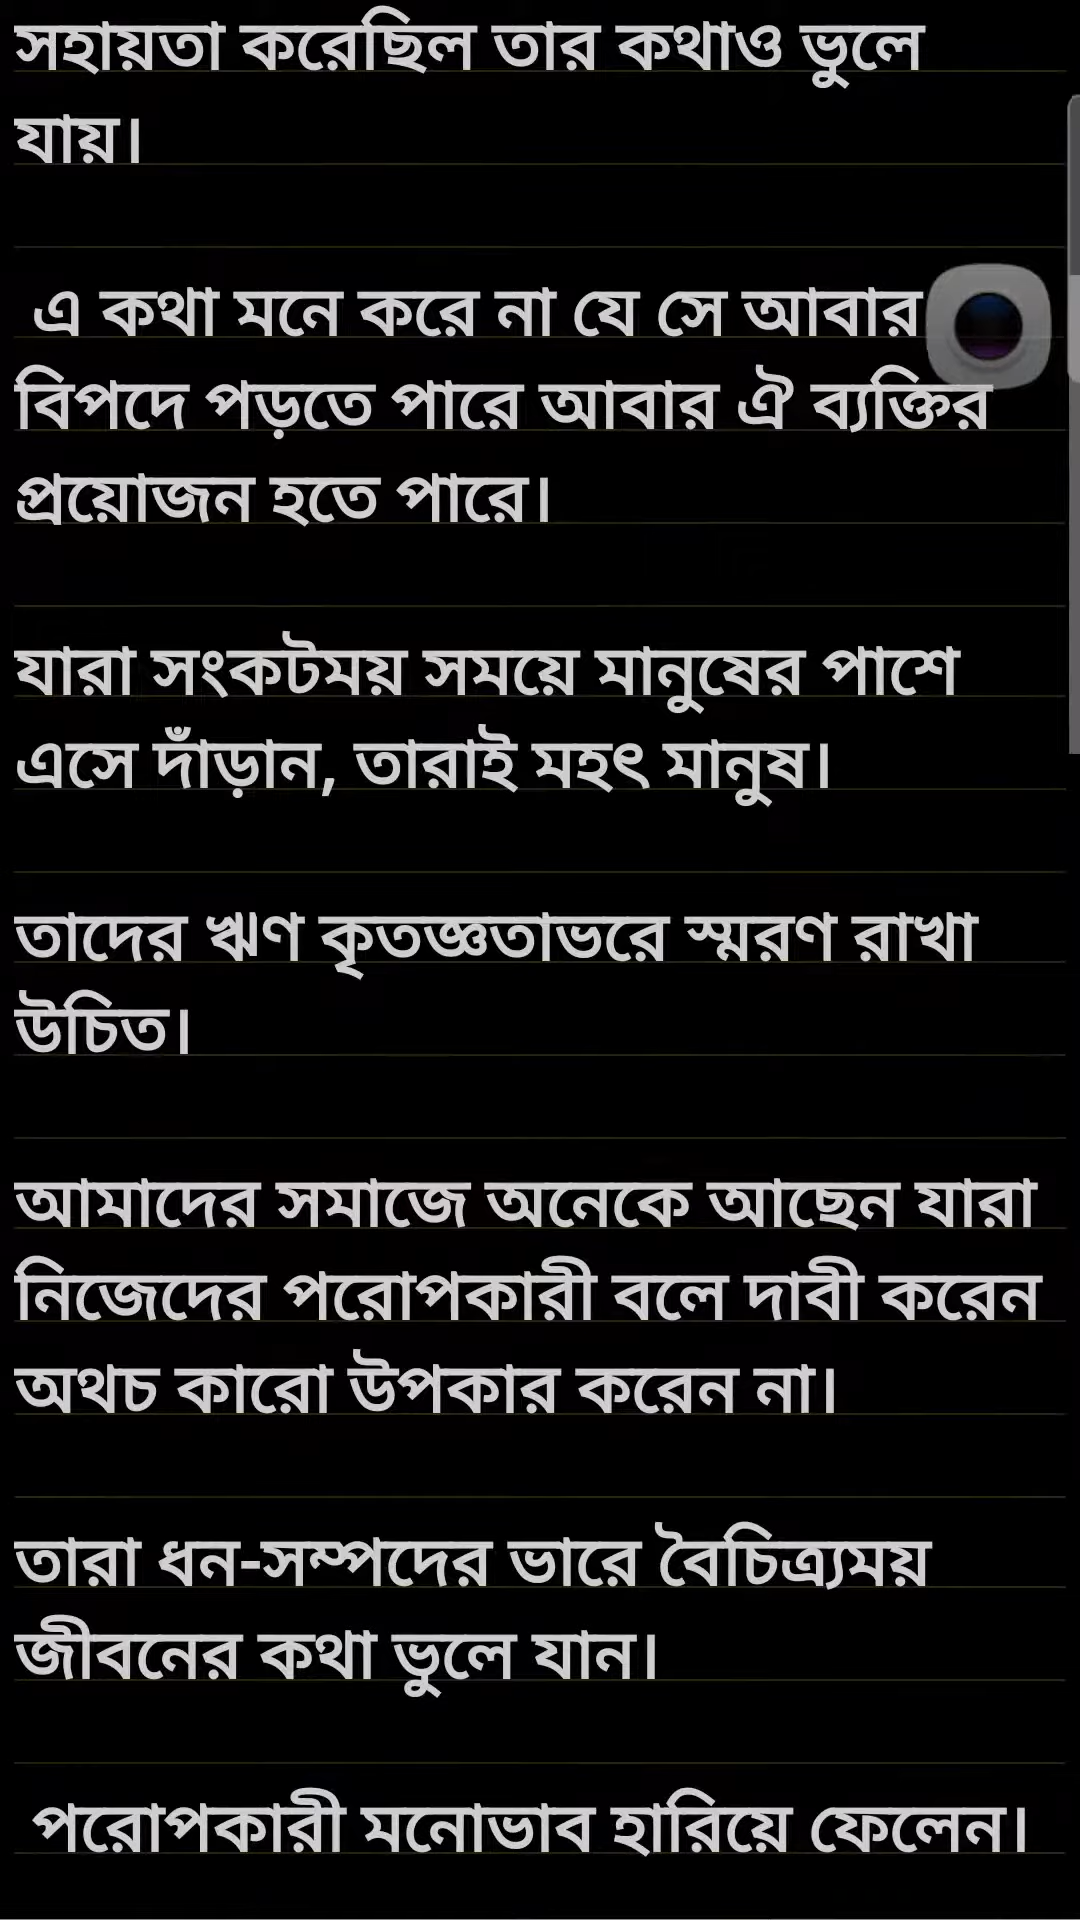 সহায়তা করেছিল তার কথাও ভুলে
যায়।
এ কথা মনে করে না যে সে আবার
বিপদে পড়তে পারে আবার ঐ ব্যক্তির
প্রয়োজন হতে পারে।
যারা সংকটময় সময়ে মানুষের পাশে
এসে দাঁড়ান, তারাই মহৎ মানুষ।
তাদের ঋণ কৃতজ্ঞতাভরে স্মরণ রাখা
উচিত।
আমাদের সমাজে অনেকে আছেন যারা
নিজেদের পরোপকারী বলে দাবী করেন
অথচ কারো উপকার করেন না।
তারা ধন-সম্পদের ভারে বৈচিত্র্যময়
জীবনের কথা ভুলে যান।
পরোপকারী মনোভাব হারিয়ে ফেলেন।